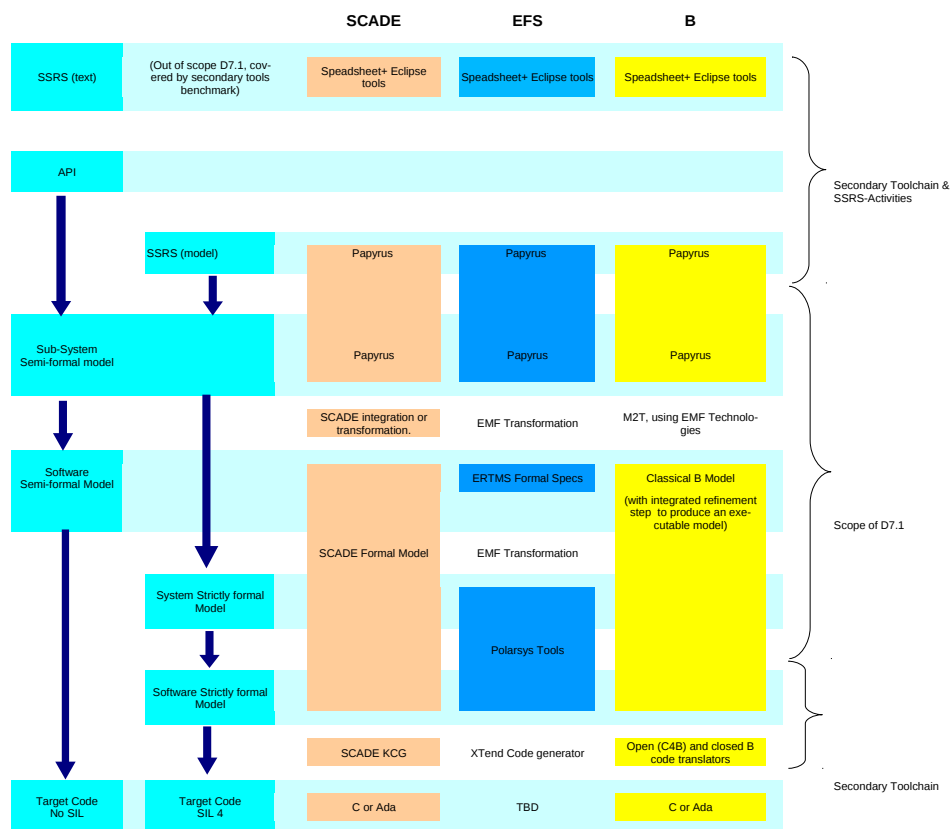 SCADE
EFS
B
SSRS (text)
(Out of scope D7.1, cov-
ered by secondary tools
benchmark)
Speadsheet+ Eclipse
tools
Speadsheet+ Eclipse tools
Speadsheet+ Eclipse tools
API
Secondary Toolchain &
SSRS-Activities
SSRS (model)
Papyrus
Papyrus
Papyrus
Sub-System
Semi-formal model
Papyrus
Papyrus
Papyrus
SCADE integration or
transformation.
EMF Transformation
M2T, using EMF Technolo-
gies
Software
Semi-formal Model
ERTMS Formal Specs
Classical B Model
(with integrated refinement
step to produce an exe-
cutable model)
Scope of D7.1
SCADE Formal Model
EMF Transformation
System Strictly formal
Model
Polarsys Tools
Software Strictly formal
Model
SCADE KCG
XTend Code generator
Open (C4B) and closed B
code translators
Secondary Toolchain
Target Code
No SIL
Target Code
SIL 4
C or Ada
TBD
C or Ada